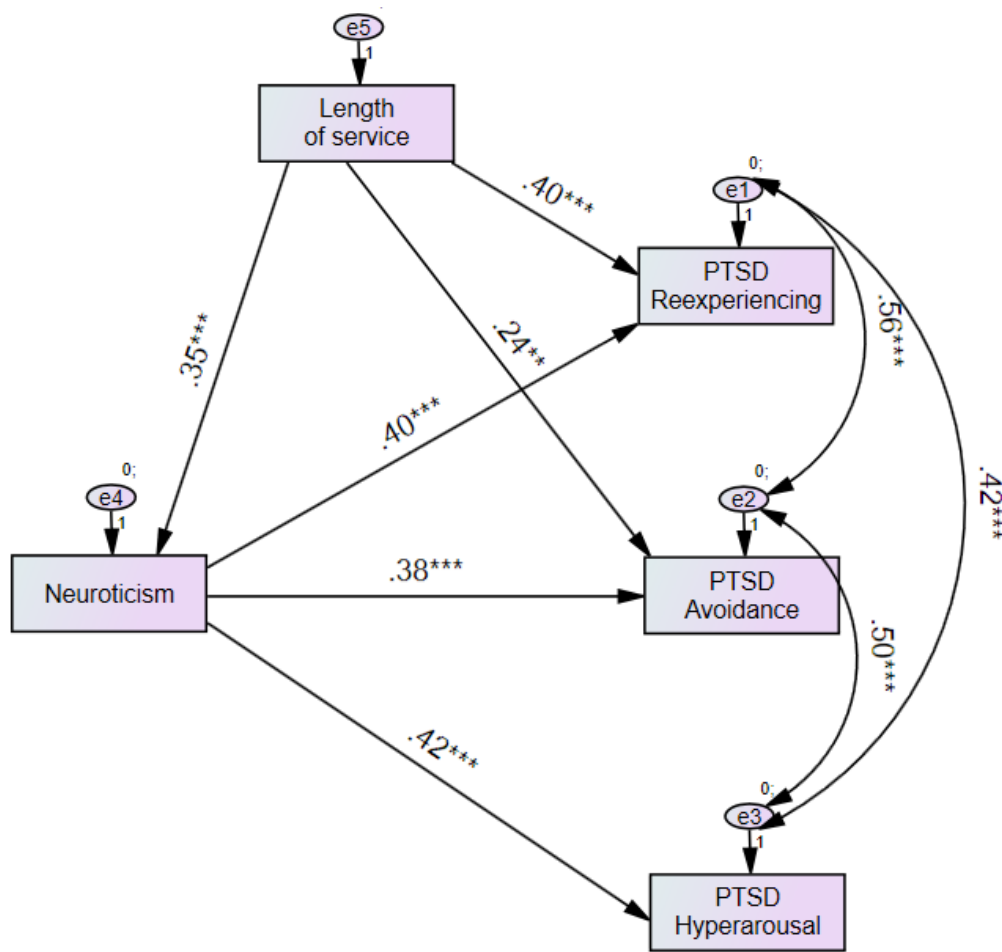 e5
1
Length
of service
.40***
0;
e1
1
PTSD
Reexperiencing
.56***
.35***
.24**
.40***
.42***
0;
e4
1
0;
e2
1
Neuroticism
.38***
PTSD
Avoidance
.50***
.42***
0;
e3
1
PTSD
Hyperarousal